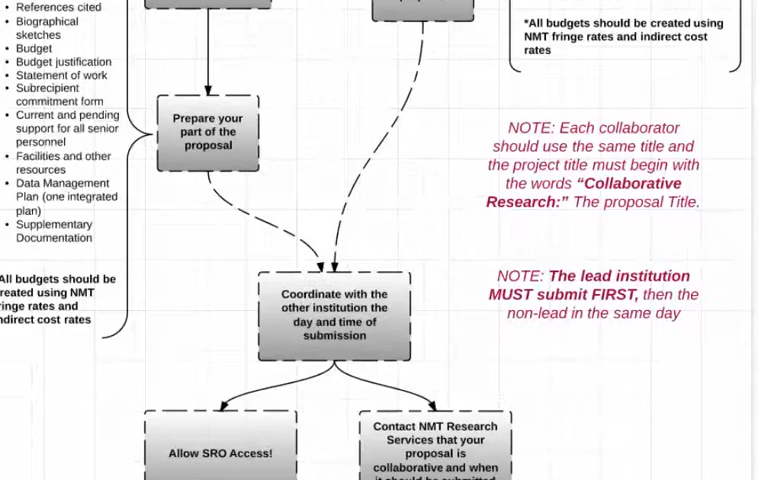 • References cited
• Biographical
sketches
• Budget
• Budget justification
• Statement of work
• Subrecipient
commitment form
• Current and pending
support for all senior
personnel
• Facilities and other
resources
• Data Management
Plan (one integrated
plan)
• Supplementary
Documentation
All budgets should be
created using NMT
fringe rates and
indirect cost rates
Prepare your
part of the
proposal
*All budgets should be created using
NMT fringe rates and indirect cost
rates
NOTE: Each collaborator
should use the same title and
the project title must begin with
the words “Collaborative
Research:” The proposal Title.
Coordinate with the
other institution the
day and time of
submission
NOTE: The lead institution
MUST submit FIRST, then the
non-lead in the same day
Allow SRO Access!
Contact NMT Research
Services that your
proposal is
collaborative and when
it should be submitted